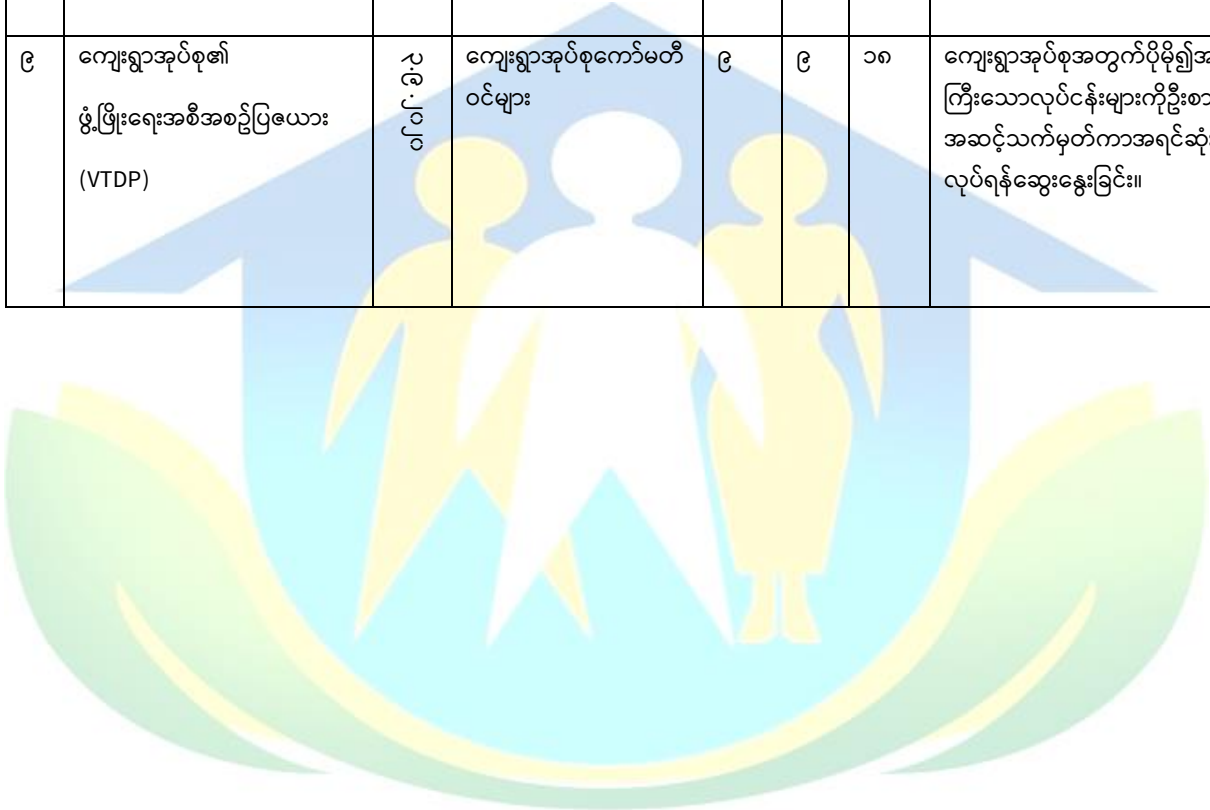 ၉
ကျေးရွာအုပ်စု၏
ဖွံ့ဖြိုးရေးအစီအစဉ်ပြဇယား
(VTDP)
ကျေးရွာအုပ်စုကော်မတီ
ဝင်များ
၉
၉
၁၈
ကျေးရွာအုပ်စုအတွက်ပိုမို၍အ
ကြီးသောလုပ်ငန်းများကိုဦးစာ
အဆင့်သက်မှတ်ကာအရင်ဆုံး
လုပ်ရန်ဆွေးနွေးခြင်း။